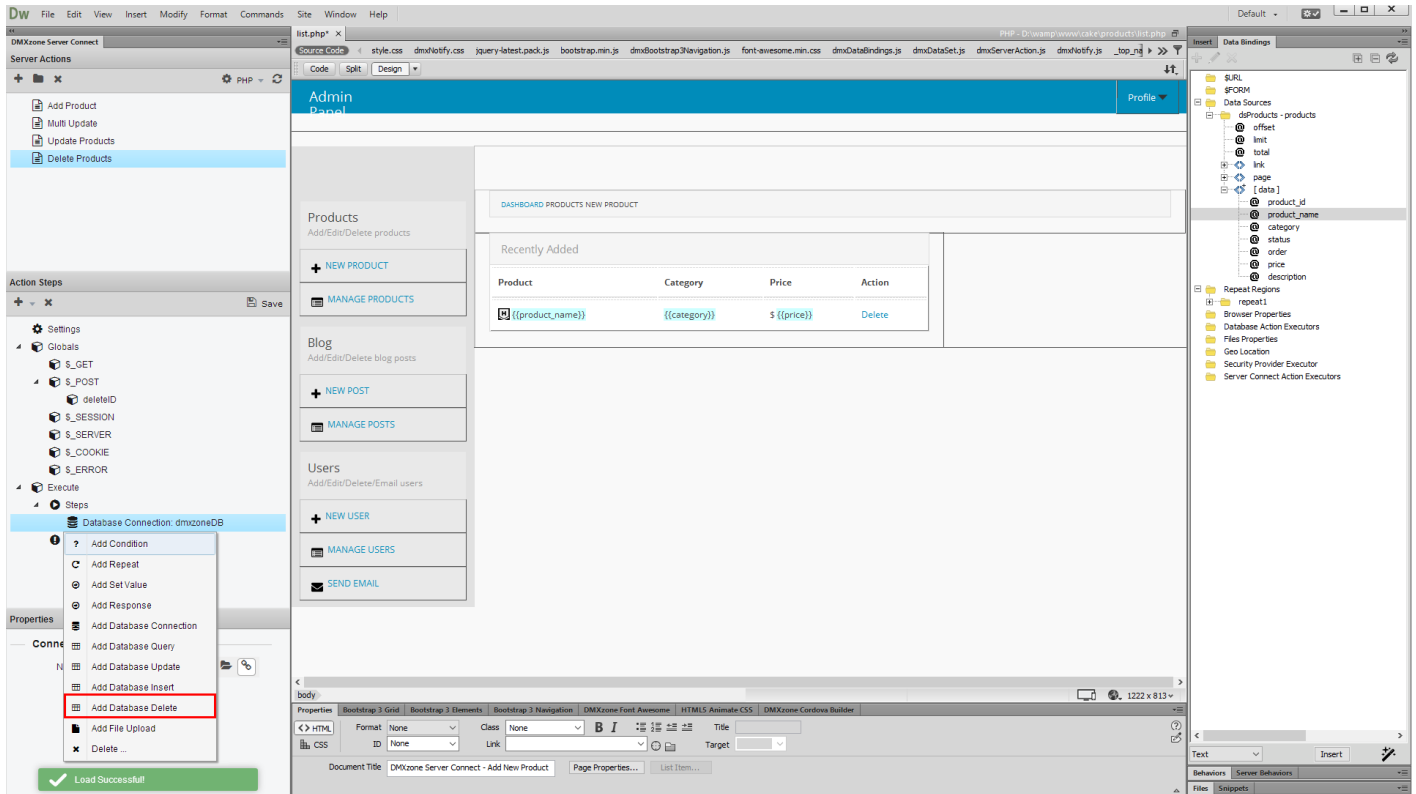 Dw File Edit View Insert Modify Format Commands Site Window Help Default
DMXzone Server Connect
Server Actions
PHP
Add Product
Multi Update
Update Products
Delete Products
Action Steps
Save
Settings
Globals
$_GET
$_POST
deleteID
$_SESSION
$_SERVER
$_COOKIE
$_ERROR
Execute
Steps
Database Connection: dmxzoneDB
? Add Condition
Add Repeat
Add Set Value
Add Response
Properties
Add Database Connection
Conne
Add Database Query
N
Add Database Update
Add Database Insert
Add Database Delete
Add File Upload
Delete ...
Load Successful!
list.php* x PHP - D:\wamp\www\cake\products\list.php
Source Code style.css dmxNotify.css jquery-latest.pack.js bootstrap.min.js dmxBootstrap3Navigation.js font-awesome.min.css dmxDataBindings.js dmxDataSet.js dmxServerAction.js dmxNotify.js _top_na
Code Split Design
Admin
Panel
Profile
DASHBOARD PRODUCTS NEW PRODUCT
Products
Add/Edit/Delete products
NEW PRODUCT
MANAGE PRODUCTS
Recently Added
Product Category Price Action
{{product_name}} {{category}} $ {{price}} Delete
Blog
Add/Edit/Delete blog posts
NEW POST
MANAGE POSTS
Users
Add/Edit/Delete/Email users
NEW USER
MANAGE USERS
SEND EMAIL
body 1222 x 813
Properties Bootstrap 3 Grid Bootstrap 3 Elements Bootstrap 3 Navigation DMXzone Font Awesome HTML5 Animate CSS DMXzone Cordova Builder
<> HTML Format None Class None B I Title
CSS ID None Link Target
Document Title DMXzone Server Connect - Add New Product Page Properties... List Item...
Insert Data Bindings
$URL
$FORM
Data Sources
dsProducts - products
offset
limit
total
link
page
[ data ]
product_id
product_name
category
status
order
price
description
Repeat Regions
repeat1
Browser Properties
Database Action Executors
Files Properties
Geo Location
Security Provider Executor
Server Connect Action Executors
Text Insert
Behaviors Server Behaviors
Files Snippets